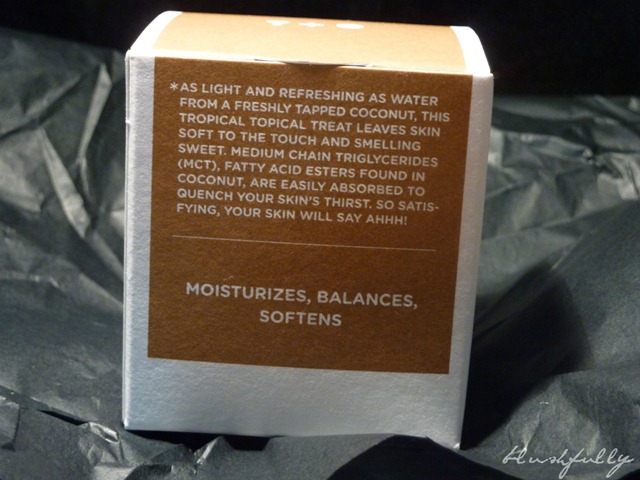 *AS LIGHT AND REFRESHING AS WATER
FROM A FRESHLY TAPPED COCONUT, THIS
TROPICAL TOPICAL TREAT LEAVES SKIN
SOFT TO THE TOUCH AND SMELLING
SWEET. MEDIUM CHAIN TRIGLYCERIDES
(MCT), FATTY ACID ESTERS FOUND IN
COCONUT, ARE EASILY ABSORBED TO
QUENCH YOUR SKIN'S THIRST. SO SATIS-
FYING, YOUR SKIN WILL SAY AHHH!
MOISTURIZES, BALANCES,
SOFTENS
blushfully